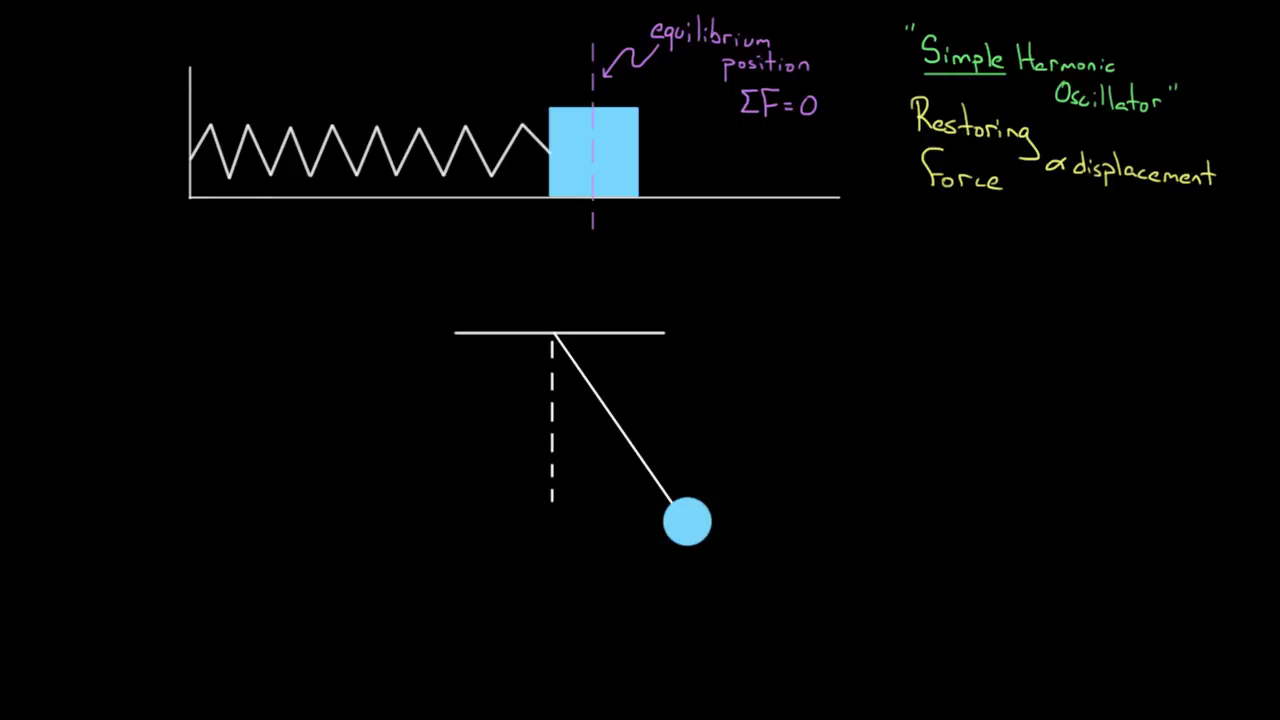 equilibrium
position
ΣF=0
"Simple Harmonic
Oscillator"
Restoring
Force ∝ displacement